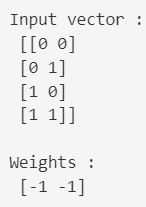 Input vector :
[[0 0]
[0 1]
[1 0]
[1 1]]
Weights :
[-1 -1]